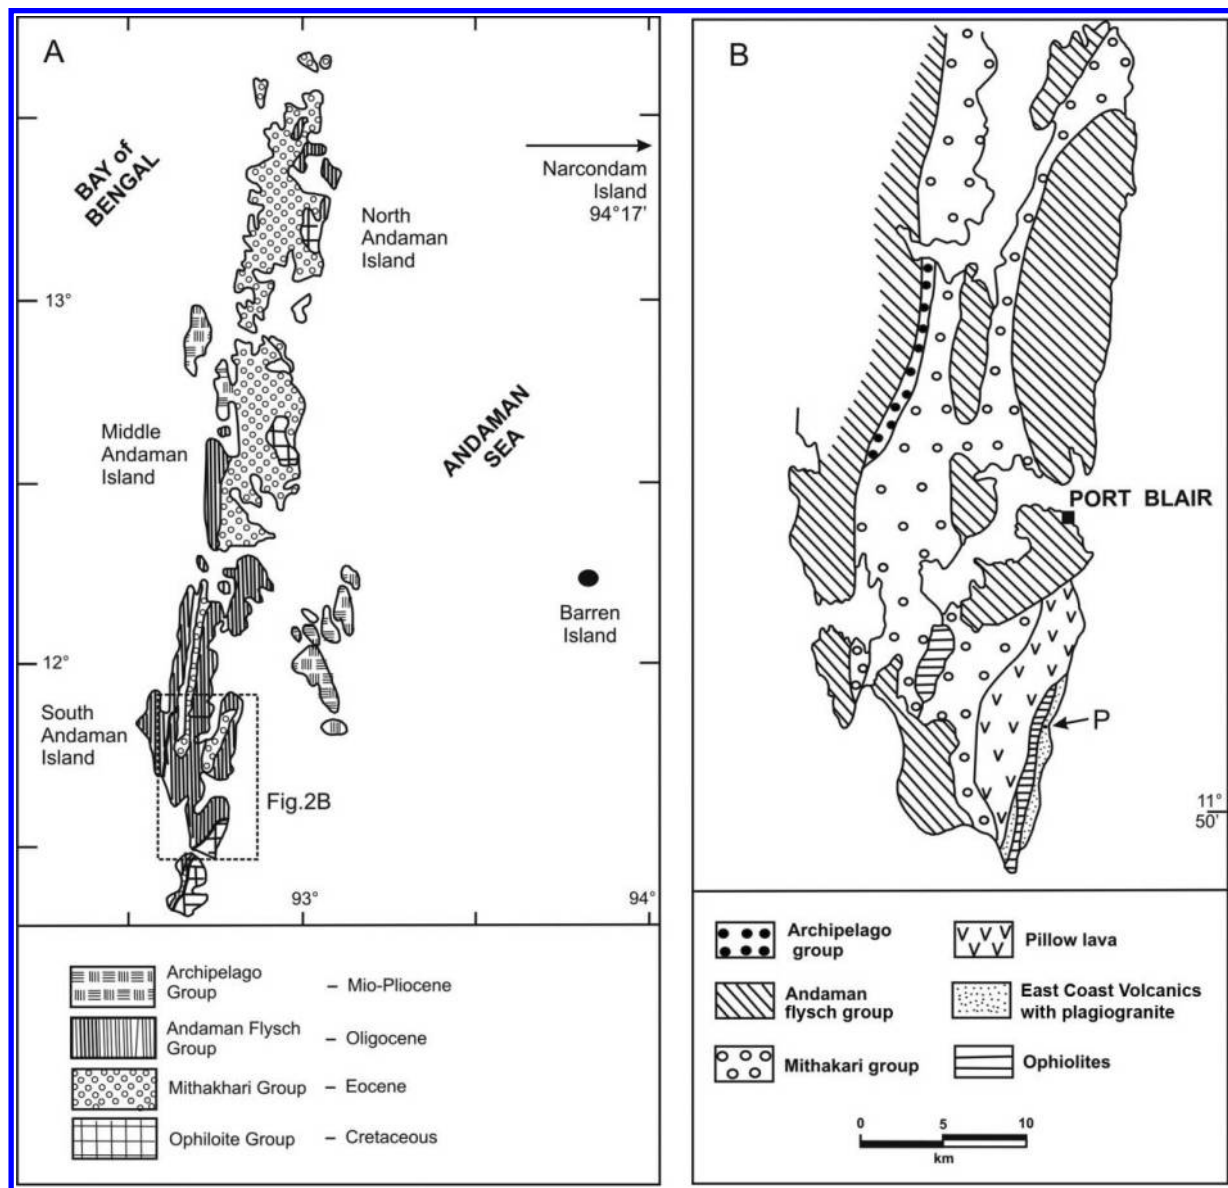 A
BAY of
BENGAL
Narcondam
Island
94°17'
North
Andaman
Island
13°
Middle
Andaman
Island
ANDAMAN
SEA
Barren
Island
12°
South
Andaman
Island
Fig.2B
93°
94°
Archipelago
Group
– Mio-Pliocene
Andaman Flysch
Group
– Oligocene
Mithakhari Group
– Eocene
Ophiloite Group
– Cretaceous
B
PORT BLAIR
P
11°
50'
Archipelago
group
Andaman
flysch group
Mithakari group
Pillow lava
East Coast Volcanics
with plagiogranite
Ophiolites
0 5 10
km